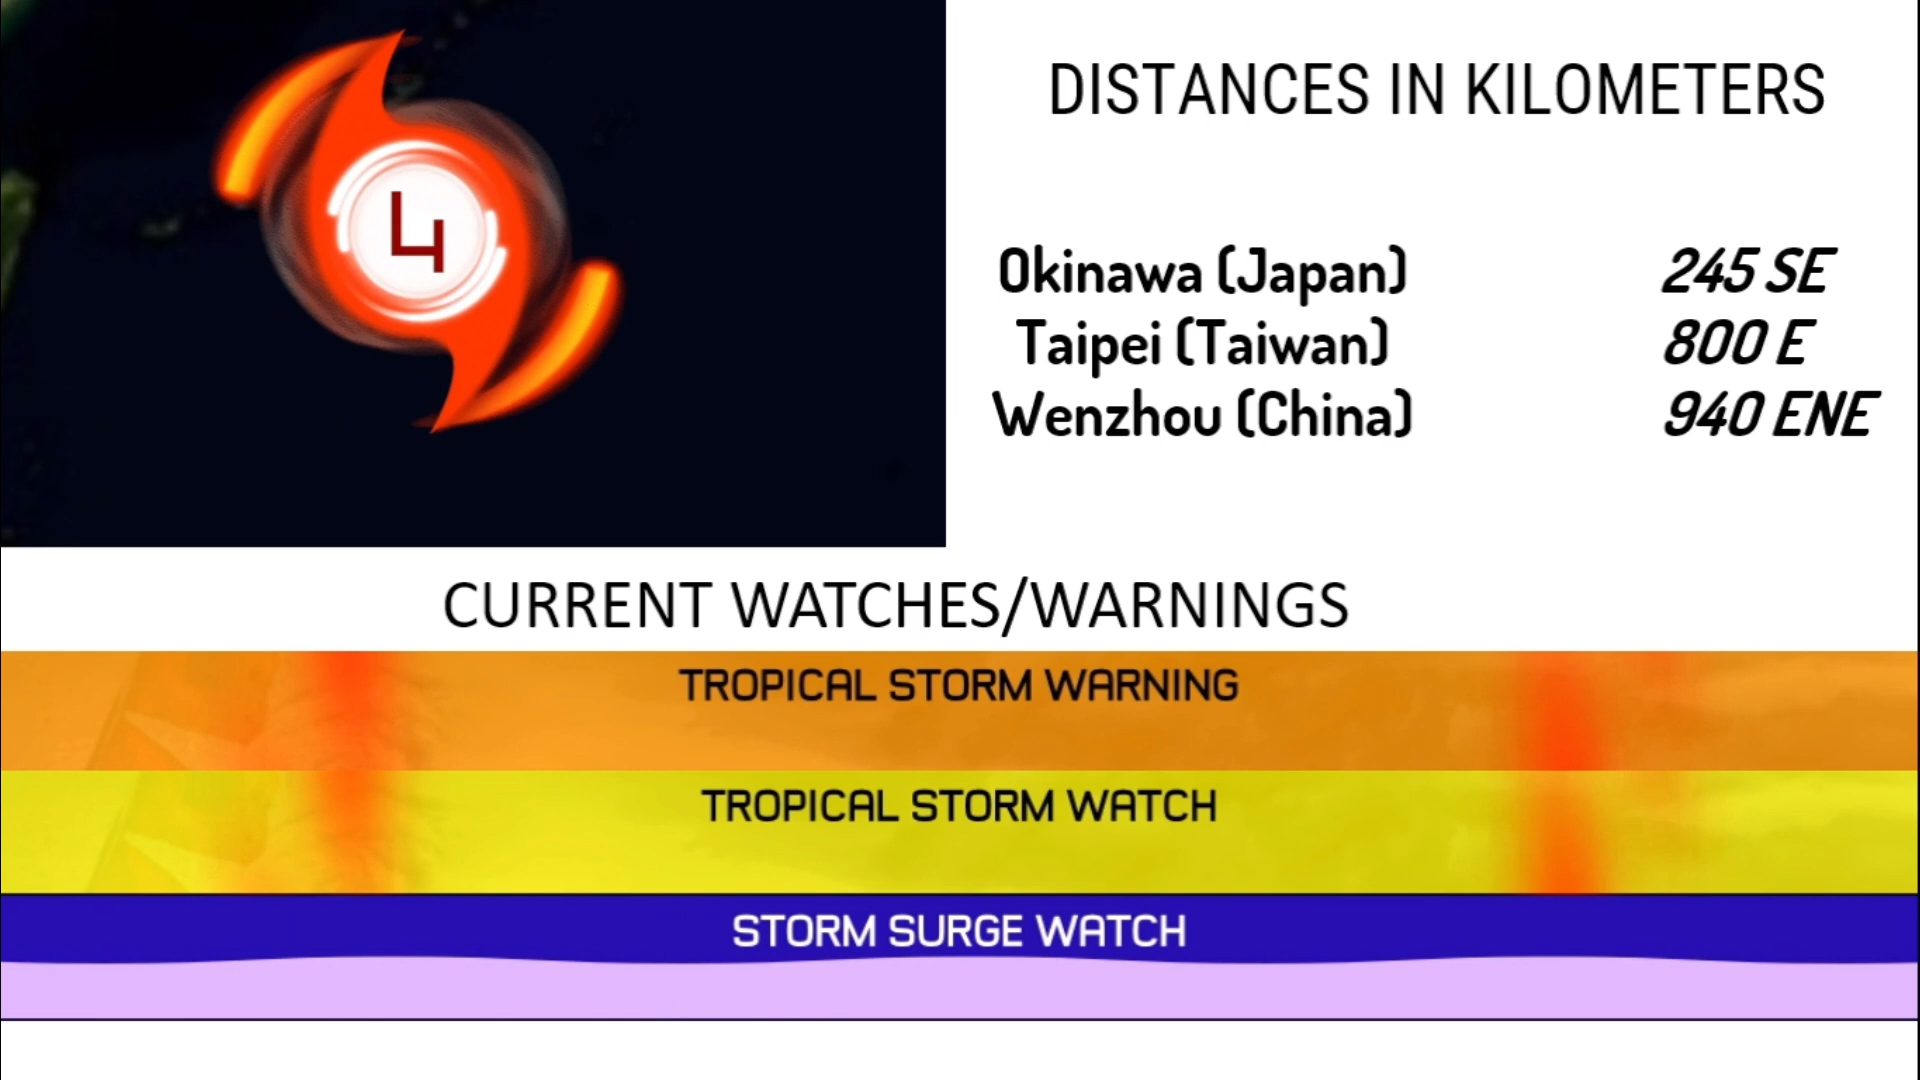 4
DISTANCES IN KILOMETERS
Okinawa (Japan) 245 SE
Taipei (Taiwan) 800 E
Wenzhou (China) 940 ENE
CURRENT WATCHES/WARNINGS
TROPICAL STORM WARNING
TROPICAL STORM WATCH
STORM SURGE WATCH